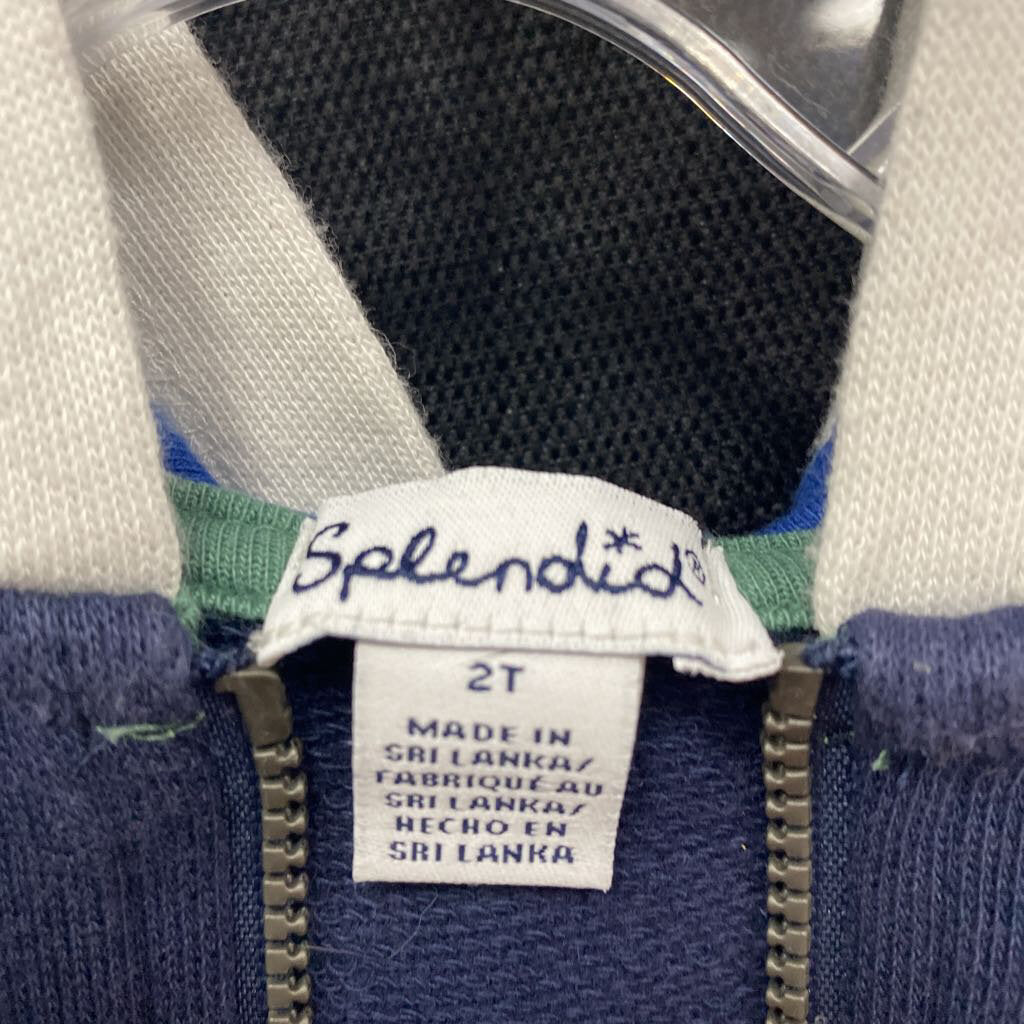 Splendid®
2T
MADE IN
SRI LANKA/
FABRIQUÉ AU
SRI LANKA/
HECHO EN
SRI LANKA